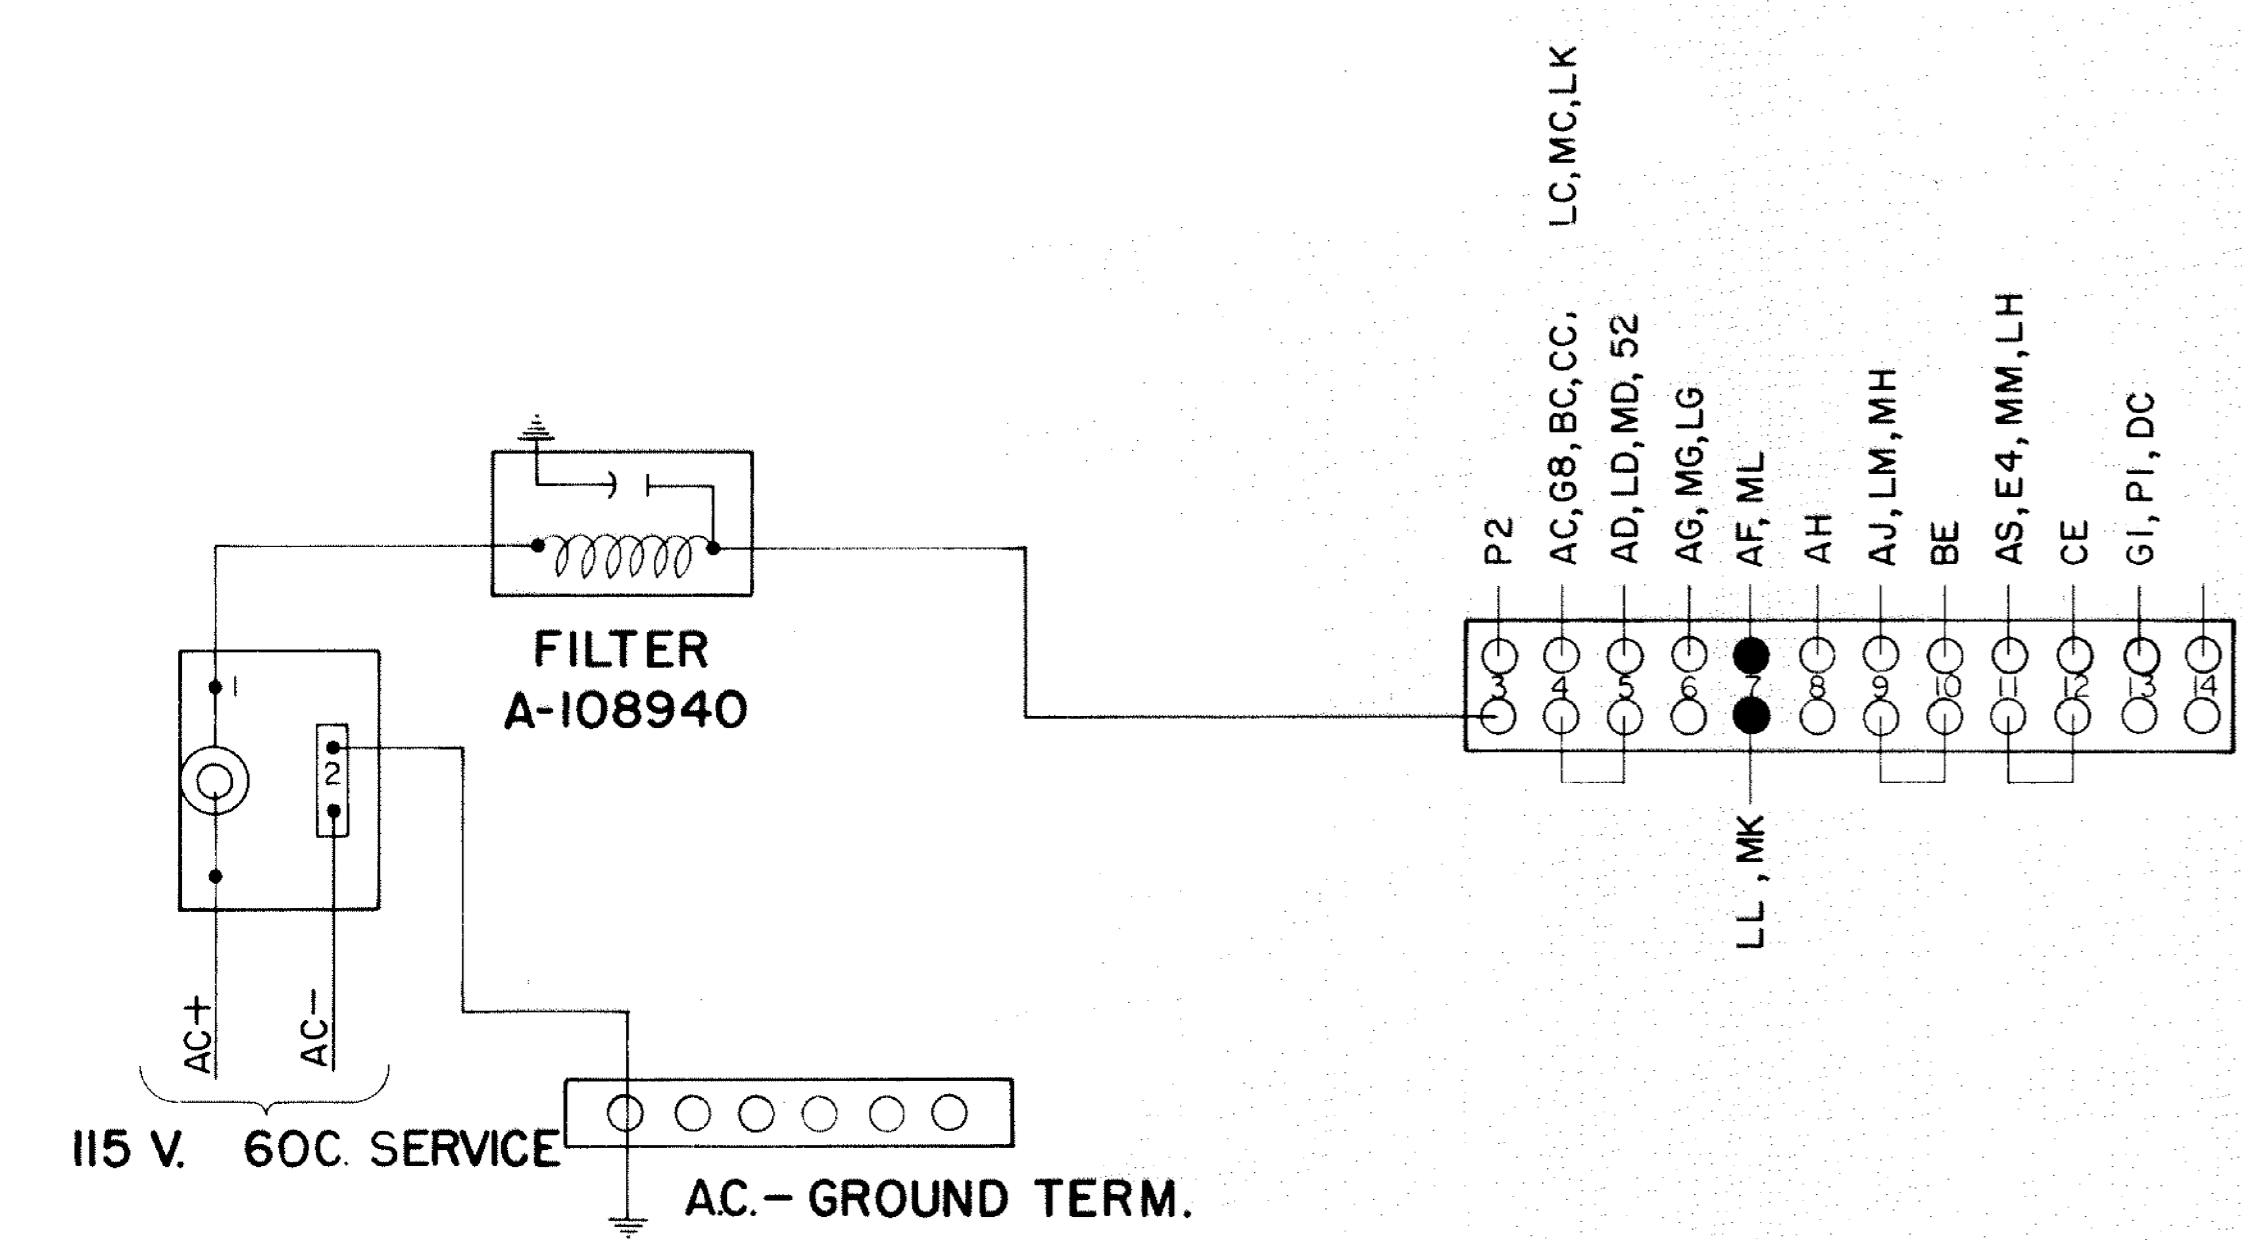 LC, MC, LK
P2
AC, G8, BC, CC,
AD, LD, MD, 52
AG, MG, LG
AF, ML
AH
AJ, LM, MH
BE
AS, E4, MM, LH
CE
G1, P1, DC
FILTER
A-108940
1
2
3 4 5 6 7 8 9 10 11 12 13 14
LL, MK
AC+
AC-
115 V. 60C. SERVICE
A.C. - GROUND TERM.